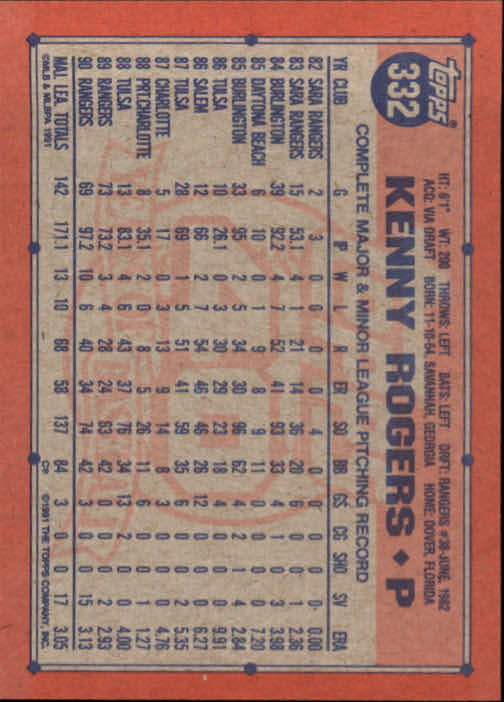 Topps®
332
KENNY ROGERS ♦ P
HT: 6'1" WT: 200 THROWS: LEFT BATS: LEFT DRFT: RANGERS #39-JUNE, 1982
ACQ: VIA DRAFT BORN: 11-10-64, SAVANNAH, GEORGIA HOME: DOVER, FLORIDA
COMPLETE MAJOR & MINOR LEAGUE PITCHING RECORD
YR CLUB G IP W L R ER SO BB GS CG SHO SV ERA
82 SARA RANGERS 2 3 0 0 0 0 4 0 0 0 0 0 0.00
83 SARA RANGERS 15 53.1 4 1 21 14 36 20 6 0 0 1 2.36
84 BURLINGTON 39 92.2 4 7 52 41 93 33 4 1 0 3 3.98
85 DAYTONA BEACH 6 10 0 1 9 8 9 11 0 0 0 0 7.20
85 BURLINGTON 33 95 2 5 34 30 96 62 4 2 1 4 2.84
86 TULSA 10 26.1 0 3 30 29 23 18 4 0 0 0 9.91
86 SALEM 12 66 2 7 54 46 46 26 12 0 0 0 6.27
87 TULSA 28 69 1 5 51 41 59 35 6 0 0 2 5.35
87 CHARLOTTE 5 17 0 3 13 9 14 8 3 0 0 0 4.76
88 PRT.CHARLOTTE 8 35.1 2 0 8 5 26 11 6 0 0 1 1.27
88 TULSA 13 83.1 4 6 43 37 76 34 13 2 0 0 4.00
89 RANGERS 73 73.2 3 4 28 24 63 42 0 0 0 2 2.93
90 RANGERS 69 97.2 10 6 40 34 74 42 3 0 0 15 3.13
MAJ. LEA. TOTALS 142 171.1 13 10 68 58 137 84 3 0 0 17 3.05
©MLB & MLBPA 1991 ©1991 THE TOPPS COMPANY, INC.